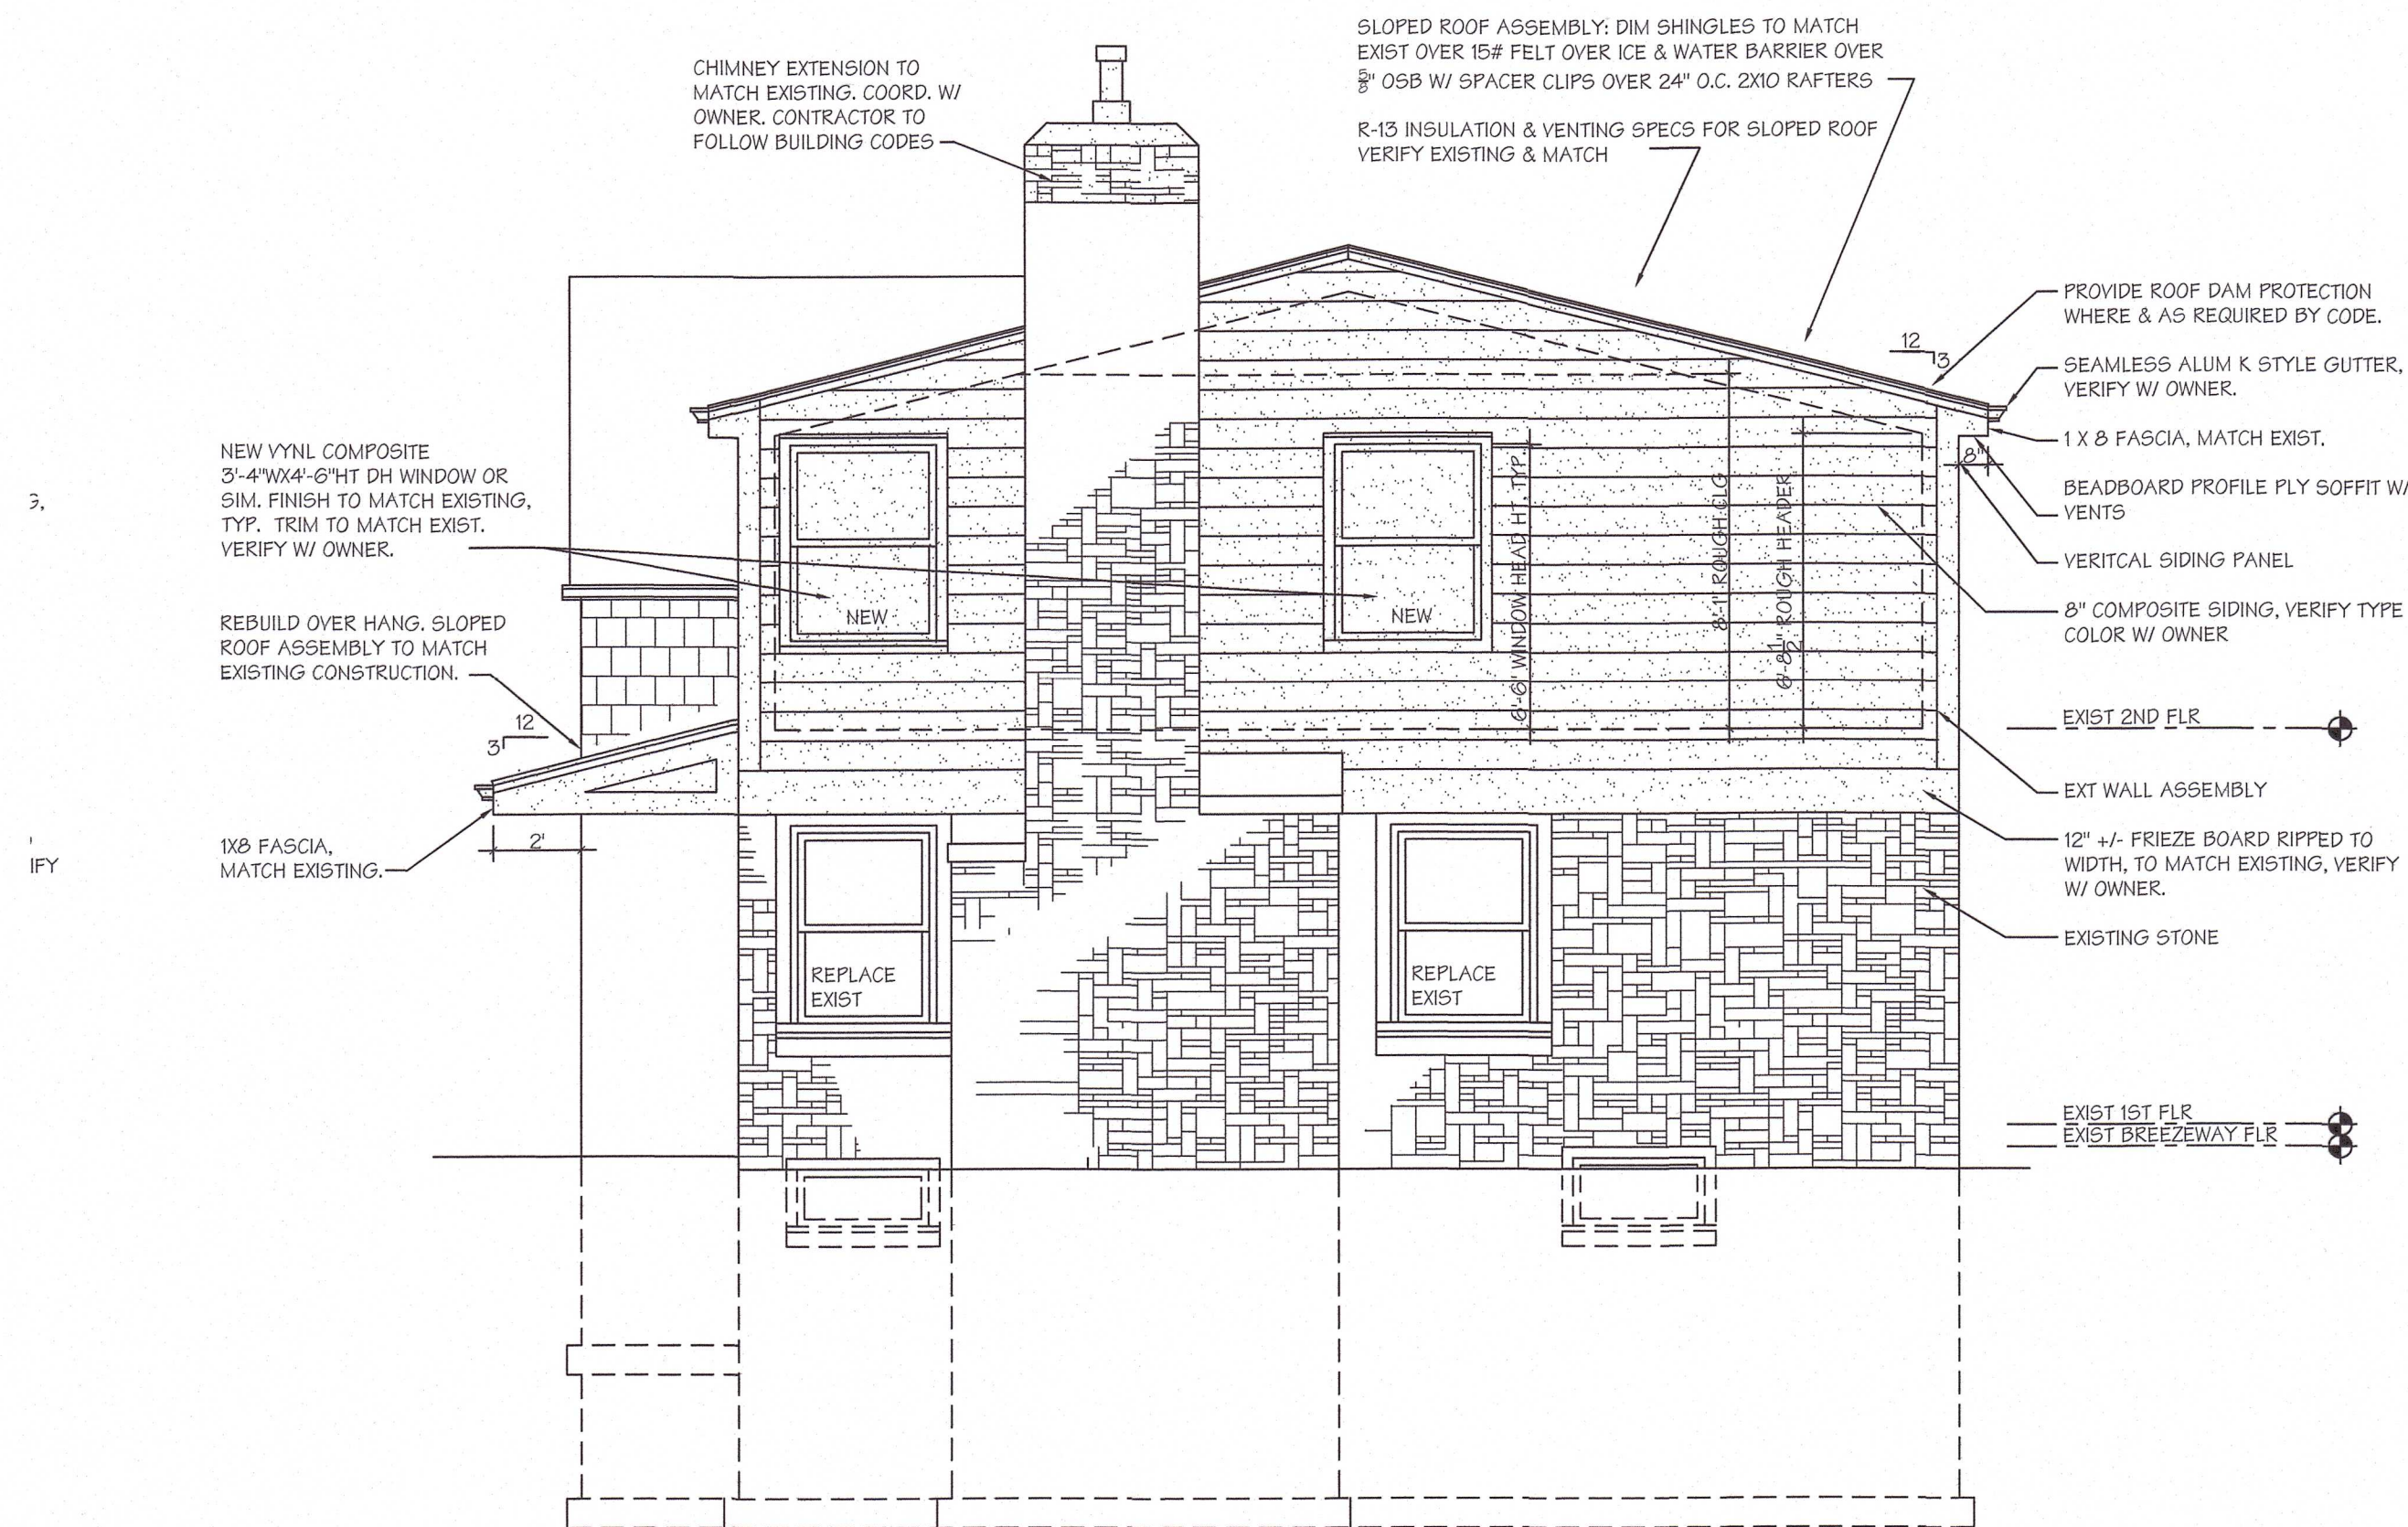 SLOPED ROOF ASSEMBLY: DIM SHINGLES TO MATCH
EXIST OVER 15# FELT OVER ICE & WATER BARRIER OVER
5/8" OSB W/ SPACER CLIPS OVER 24" O.C. 2X10 RAFTERS
R-13 INSULATION & VENTING SPECS FOR SLOPED ROOF
VERIFY EXISTING & MATCH
CHIMNEY EXTENSION TO
MATCH EXISTING. COORD. W/
OWNER. CONTRACTOR TO
FOLLOW BUILDING CODES
PROVIDE ROOF DAM PROTECTION
WHERE & AS REQUIRED BY CODE.
12
3
SEAMLESS ALUM K STYLE GUTTER,
VERIFY W/ OWNER.
1 X 8 FASCIA, MATCH EXIST.
8"
BEADBOARD PROFILE PLY SOFFIT W/
VENTS
VERITCAL SIDING PANEL
8" COMPOSITE SIDING, VERIFY TYPE
COLOR W/ OWNER
NEW VYNL COMPOSITE
3'-4"WX4'-6"HT DH WINDOW OR
SIM. FINISH TO MATCH EXISTING,
TYP. TRIM TO MATCH EXIST.
VERIFY W/ OWNER.
3,
NEW
NEW
6'-6" WINDOW HEAD HT, TYP.
8'-1" ROUGH CLG
6'-8 1/2" ROUGH HEADER
REBUILD OVER HANG. SLOPED
ROOF ASSEMBLY TO MATCH
EXISTING CONSTRUCTION.
12
3
EXIST 2ND FLR
EXT WALL ASSEMBLY
12" +/- FRIEZE BOARD RIPPED TO
WIDTH, TO MATCH EXISTING, VERIFY
W/ OWNER.
1X8 FASCIA,
MATCH EXISTING.
2'
IFY
EXISTING STONE
REPLACE
EXIST
REPLACE
EXIST
EXIST 1ST FLR
EXIST BREEZEWAY FLR